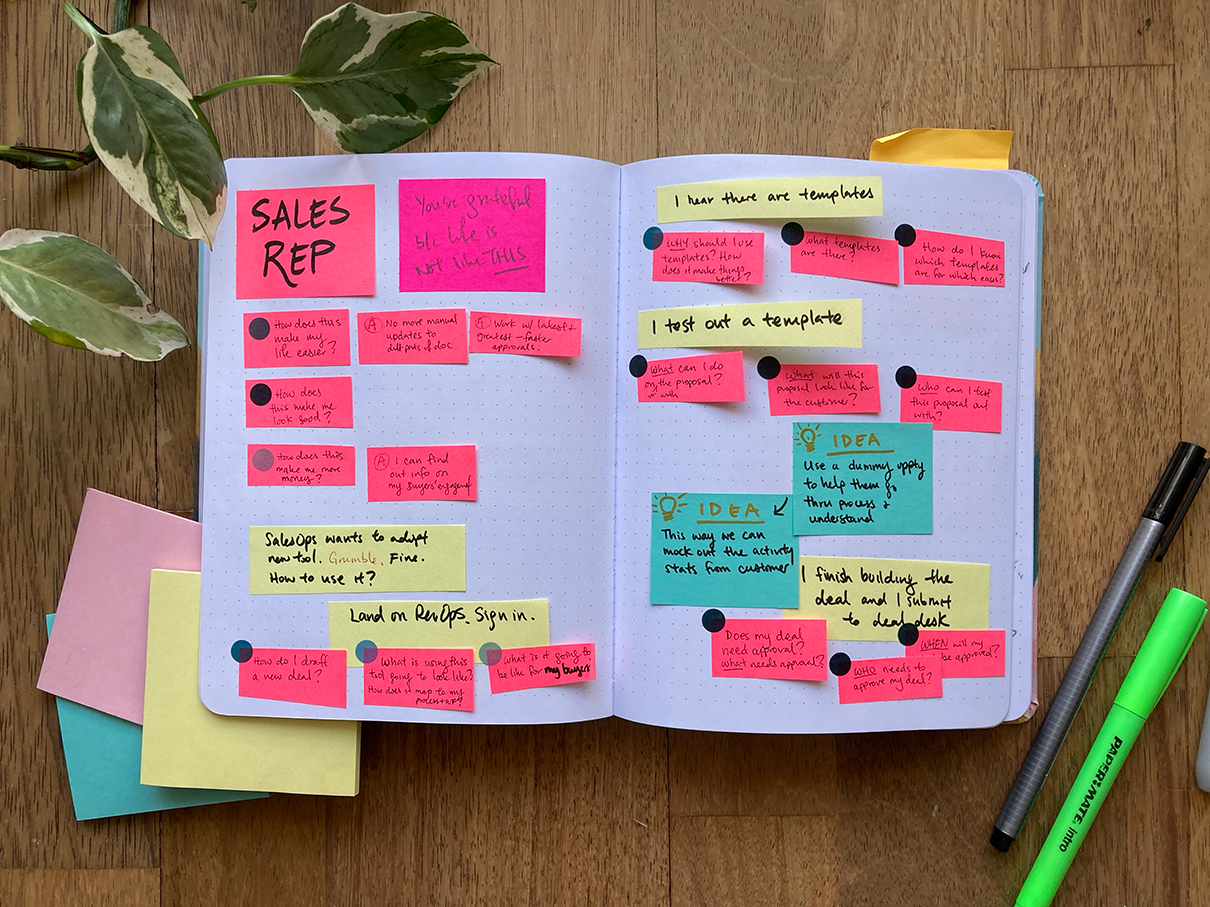 SALES
REP
You're grateful
b/c life is
not like THIS
How does this
make my
life easier?
A No more manual
updates to
diff parts of doc
A Work w/ latest +
greatest – faster
approvals.
How does
this make me
look good?
How does this
make me more
money?
A I can find
out info on
my Buyers' engagement
SalesOps wants to adopt
new tool. Grumble. Fine.
How to use it?
Land on RevOps. Sign in.
How do I draft
a new deal?
What is using this
tool going to look like?
How does it map to my
What is it going to
be like for my buyers
I hear there are templates
WHY should I use
templates? How
does it make things
better?
What templates
are there?
How do I know
which templates
are for which
I test out a template
WHAT can I do
on the proposal?
or with
WHAT will this
proposal look like for
the customer?
WHO can I test
this proposal out
with?
IDEA
Use a dummy oppty
to help them go
thru process +
understand
IDEA
This way we can
mock out the activity
stats from customer
I finish building the
deal and I submit
to deal desk
Does my deal
need approval?
What needs approval?
WHEN will my
be approved?
WHO needs to
approve my deal?
PAPER:MATE intro